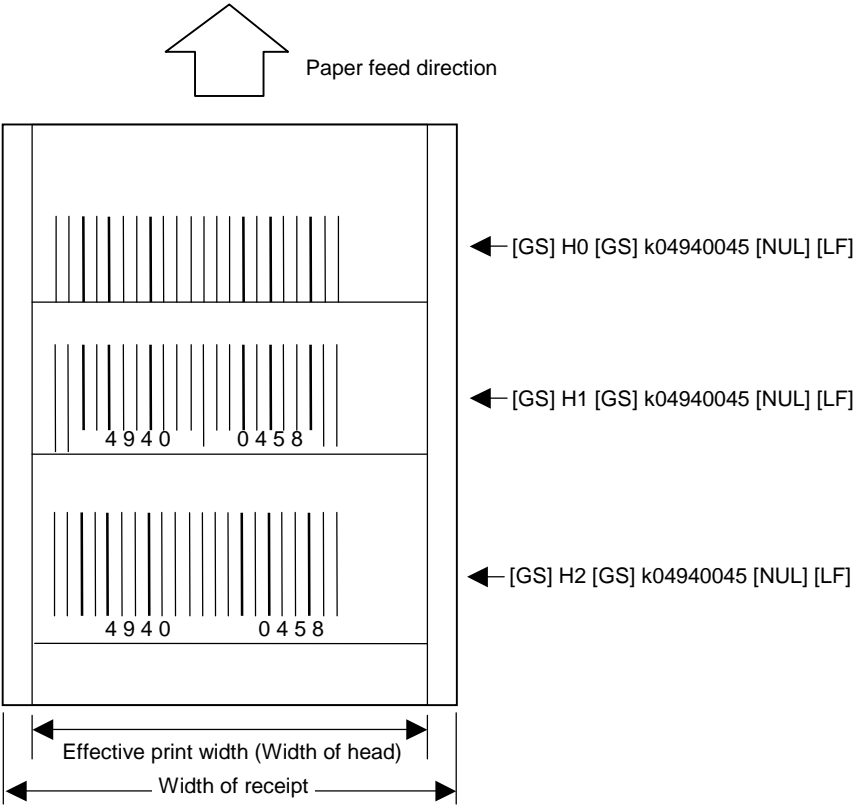 Paper feed direction
[GS] H0 [GS] k04940045 [NUL] [LF]
[GS] H1 [GS] k04940045 [NUL] [LF]
4940 0458
[GS] H2 [GS] k04940045 [NUL] [LF]
4940 0458
Effective print width (Width of head)
Width of receipt